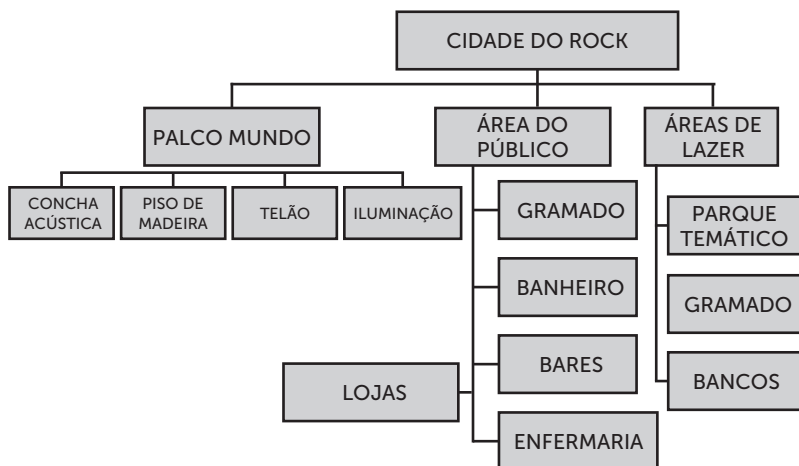 CIDADE DO ROCK
PALCO MUNDO
ÁREA DO
PÚBLICO
ÁREAS DE
LAZER
CONCHA
ACÚSTICA
PISO DE
MADEIRA
TELÃO
ILUMINAÇÃO
GRAMADO
BANHEIRO
BARES
LOJAS
ENFERMARIA
PARQUE
TEMÁTICO
GRAMADO
BANCOS